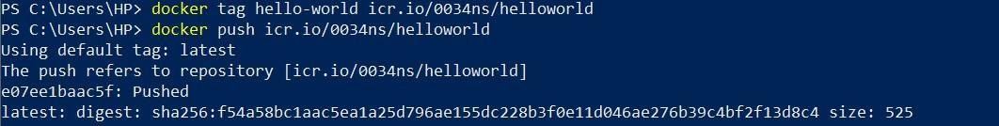 PS C:\Users\HP> docker tag hello-world icr.io/0034ns/helloworld
PS C:\Users\HP> docker push icr.io/0034ns/helloworld
Using default tag: latest
The push refers to repository [icr.io/0034ns/helloworld]
e07ee1baac5f: Pushed
latest: digest: sha256:f54a58bc1aac5ea1a25d796ae155dc228b3f0e11d046ae276b39c4bf2f13d8c4 size: 525